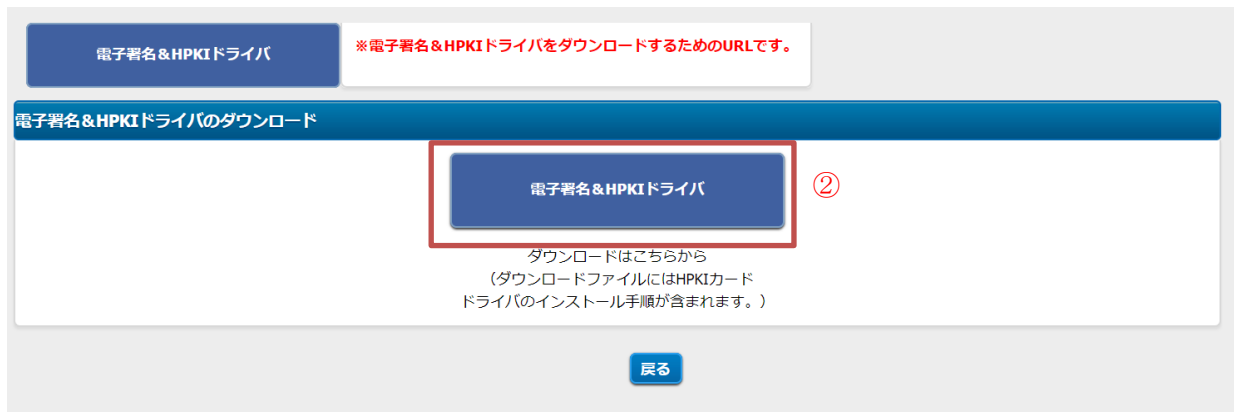 電子署名&HPKIドライバ
※電子署名&HPKIドライバをダウンロードするためのURLです。
電子署名&HPKIドライバのダウンロード
電子署名&HPKIドライバ
②
ダウンロードはこちらから
(ダウンロードファイルにはHPKIカード
ドライバのインストール手順が含まれます。)
戻る